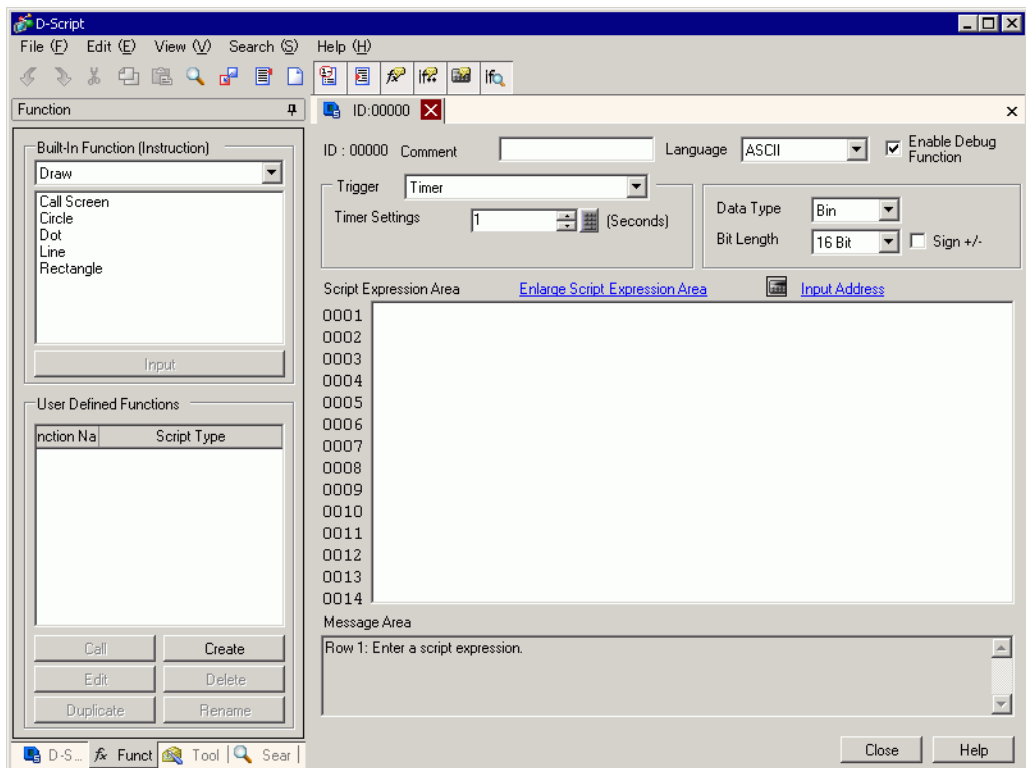 D-Script
File (F) Edit (E) View (V) Search (S) Help (H)
Function
ID:00000
Built-In Function (Instruction)
Draw
Call Screen
Circle
Dot
Line
Rectangle
Input
User Defined Functions
nction Na Script Type
Call Create
Edit Delete
Duplicate Rename
D-S... fx Funct Tool Sear
ID : 00000 Comment Language ASCII Enable Debug
Function
Trigger Timer
Timer Settings 1 (Seconds)
Data Type Bin
Bit Length 16 Bit Sign +/-
Script Expression Area Enlarge Script Expression Area Input Address
0001
0002
0003
0004
0005
0006
0007
0008
0009
0010
0011
0012
0013
0014
Message Area
Row 1: Enter a script expression.
Close Help